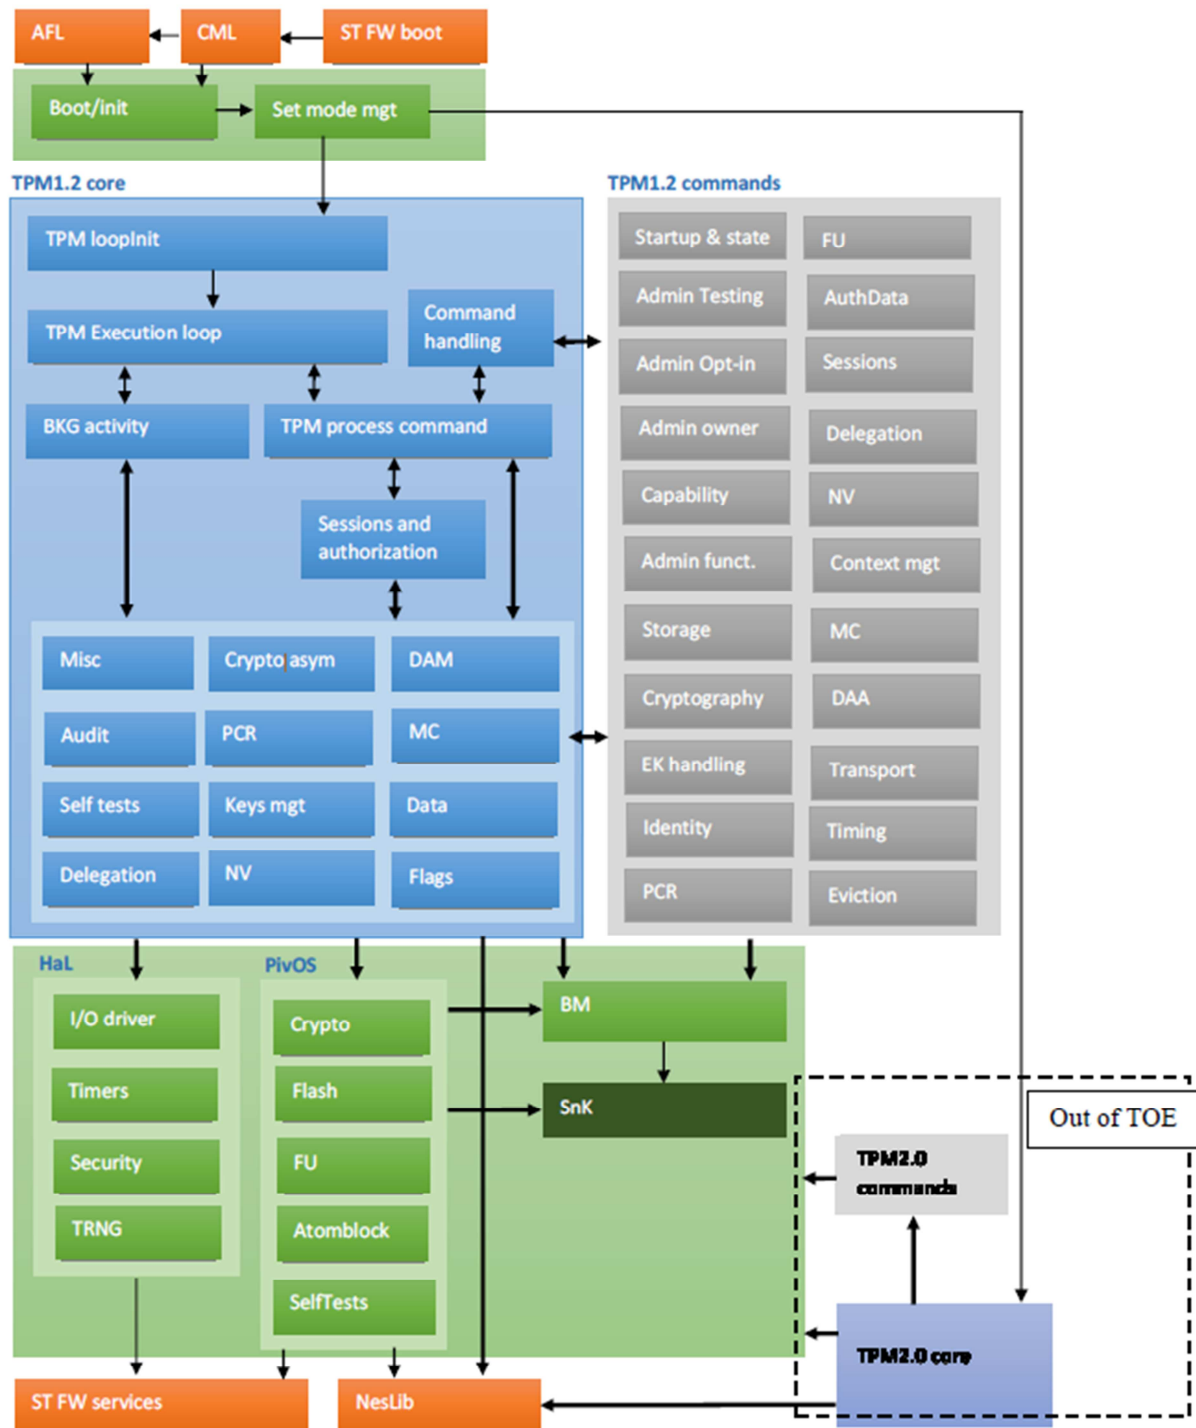 AFL
CML
ST FW boot
Boot/init
Set mode mgt
TPM1.2 core
TPM loopInit
TPM Execution loop
Command
handling
BKG activity
TPM process command
Sessions and
authorization
Misc
Crypto asym
DAM
Audit
PCR
MC
Self tests
Keys mgt
Data
Delegation
NV
Flags
TPM1.2 commands
Startup & state
FU
Admin Testing
AuthData
Admin Opt-in
Sessions
Admin owner
Delegation
Capability
NV
Admin funct.
Context mgt
Storage
MC
Cryptography
DAA
EK handling
Transport
Identity
Timing
PCR
Eviction
HaL
I/O driver
Timers
Security
TRNG
PivOS
Crypto
Flash
FU
Atomblock
SelfTests
BM
SnK
Out of TOE
TPM2.0
commands
TPM2.0 core
ST FW services
NesLib